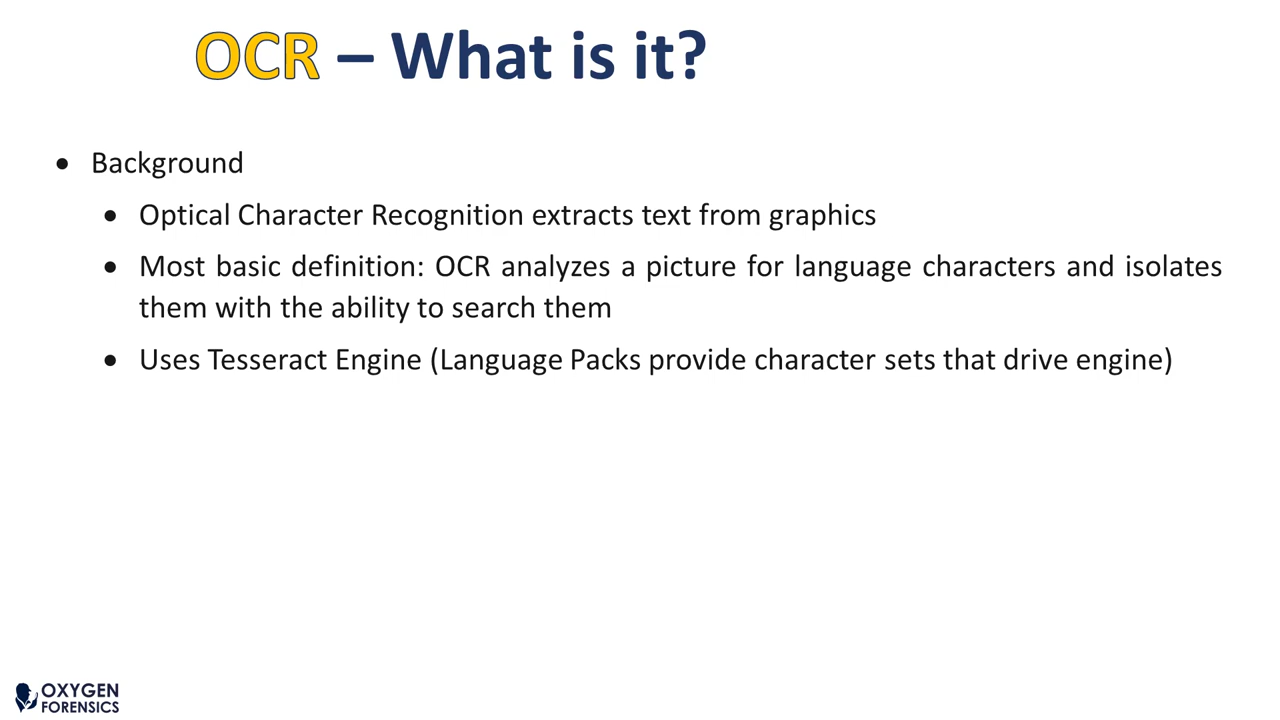 OCR – What is it?
• Background
• Optical Character Recognition extracts text from graphics
• Most basic definition: OCR analyzes a picture for language characters and isolates
them with the ability to search them
• Uses Tesseract Engine (Language Packs provide character sets that drive engine)
OXYGEN
FORENSICS